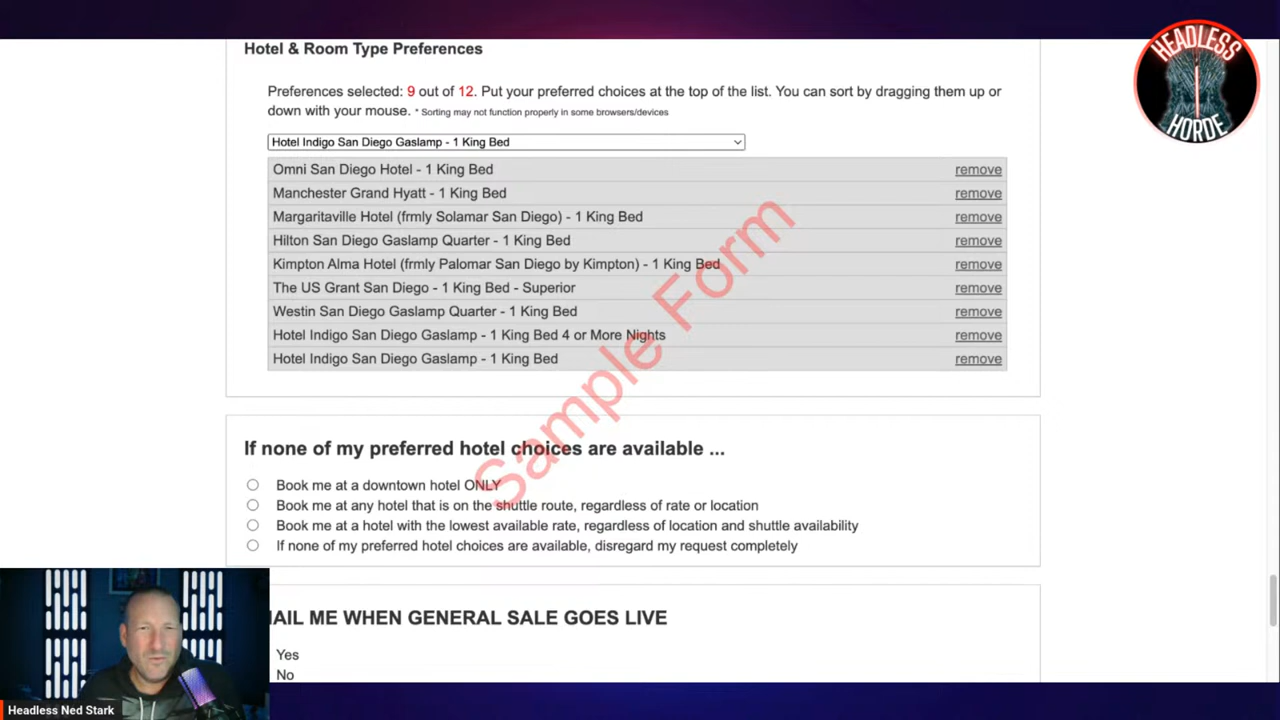 HEADLESS
HORDE
Hotel & Room Type Preferences
Preferences selected: 9 out of 12. Put your preferred choices at the top of the list. You can sort by dragging them up or
down with your mouse. * Sorting may not function properly in some browsers/devices
Hotel Indigo San Diego Gaslamp - 1 King Bed
Omni San Diego Hotel - 1 King Bed remove
Manchester Grand Hyatt - 1 King Bed remove
Margaritaville Hotel (frmly Solamar San Diego) - 1 King Bed remove
Hilton San Diego Gaslamp Quarter - 1 King Bed remove
Kimpton Alma Hotel (frmly Palomar San Diego by Kimpton) - 1 King Bed remove
The US Grant San Diego - 1 King Bed - Superior remove
Westin San Diego Gaslamp Quarter - 1 King Bed remove
Hotel Indigo San Diego Gaslamp - 1 King Bed 4 or More Nights remove
Hotel Indigo San Diego Gaslamp - 1 King Bed remove
Sample Form
If none of my preferred hotel choices are available ...
Book me at a downtown hotel ONLY
Book me at any hotel that is on the shuttle route, regardless of rate or location
Book me at a hotel with the lowest available rate, regardless of location and shuttle availability
If none of my preferred hotel choices are available, disregard my request completely
AIL ME WHEN GENERAL SALE GOES LIVE
Yes
No
Headless Ned Stark